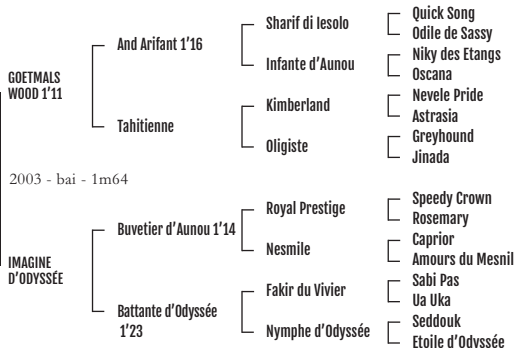 Quick Song
Sharif di Iesolo
Odile de Sassy
And Arifant 1'16
Niky des Etangs
Infante d'Aunou
Oscana
GOETMALS
WOOD 1'11
Nevele Pride
Kimberland
Astrasia
Tahitienne
Greyhound
Oligiste
Jinada
2003 - bai - 1m64
Speedy Crown
Royal Prestige
Rosemary
Buvetier d'Aunou 1'14
Caprior
Nesmile
Amours du Mesnil
IMAGINE
D'ODYSSÉE
Sabi Pas
Fakir du Vivier
Ua Uka
Battante d'Odyssée
1'23
Seddouk
Nymphe d'Odyssée
Etoile d'Odyssée